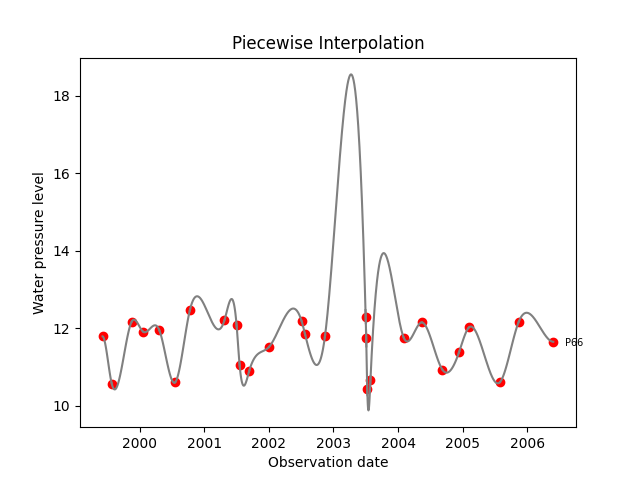 Piecewise Interpolation
Water pressure level
18
16
14
12
10
P66
2000 2001 2002 2003 2004 2005 2006
Observation date